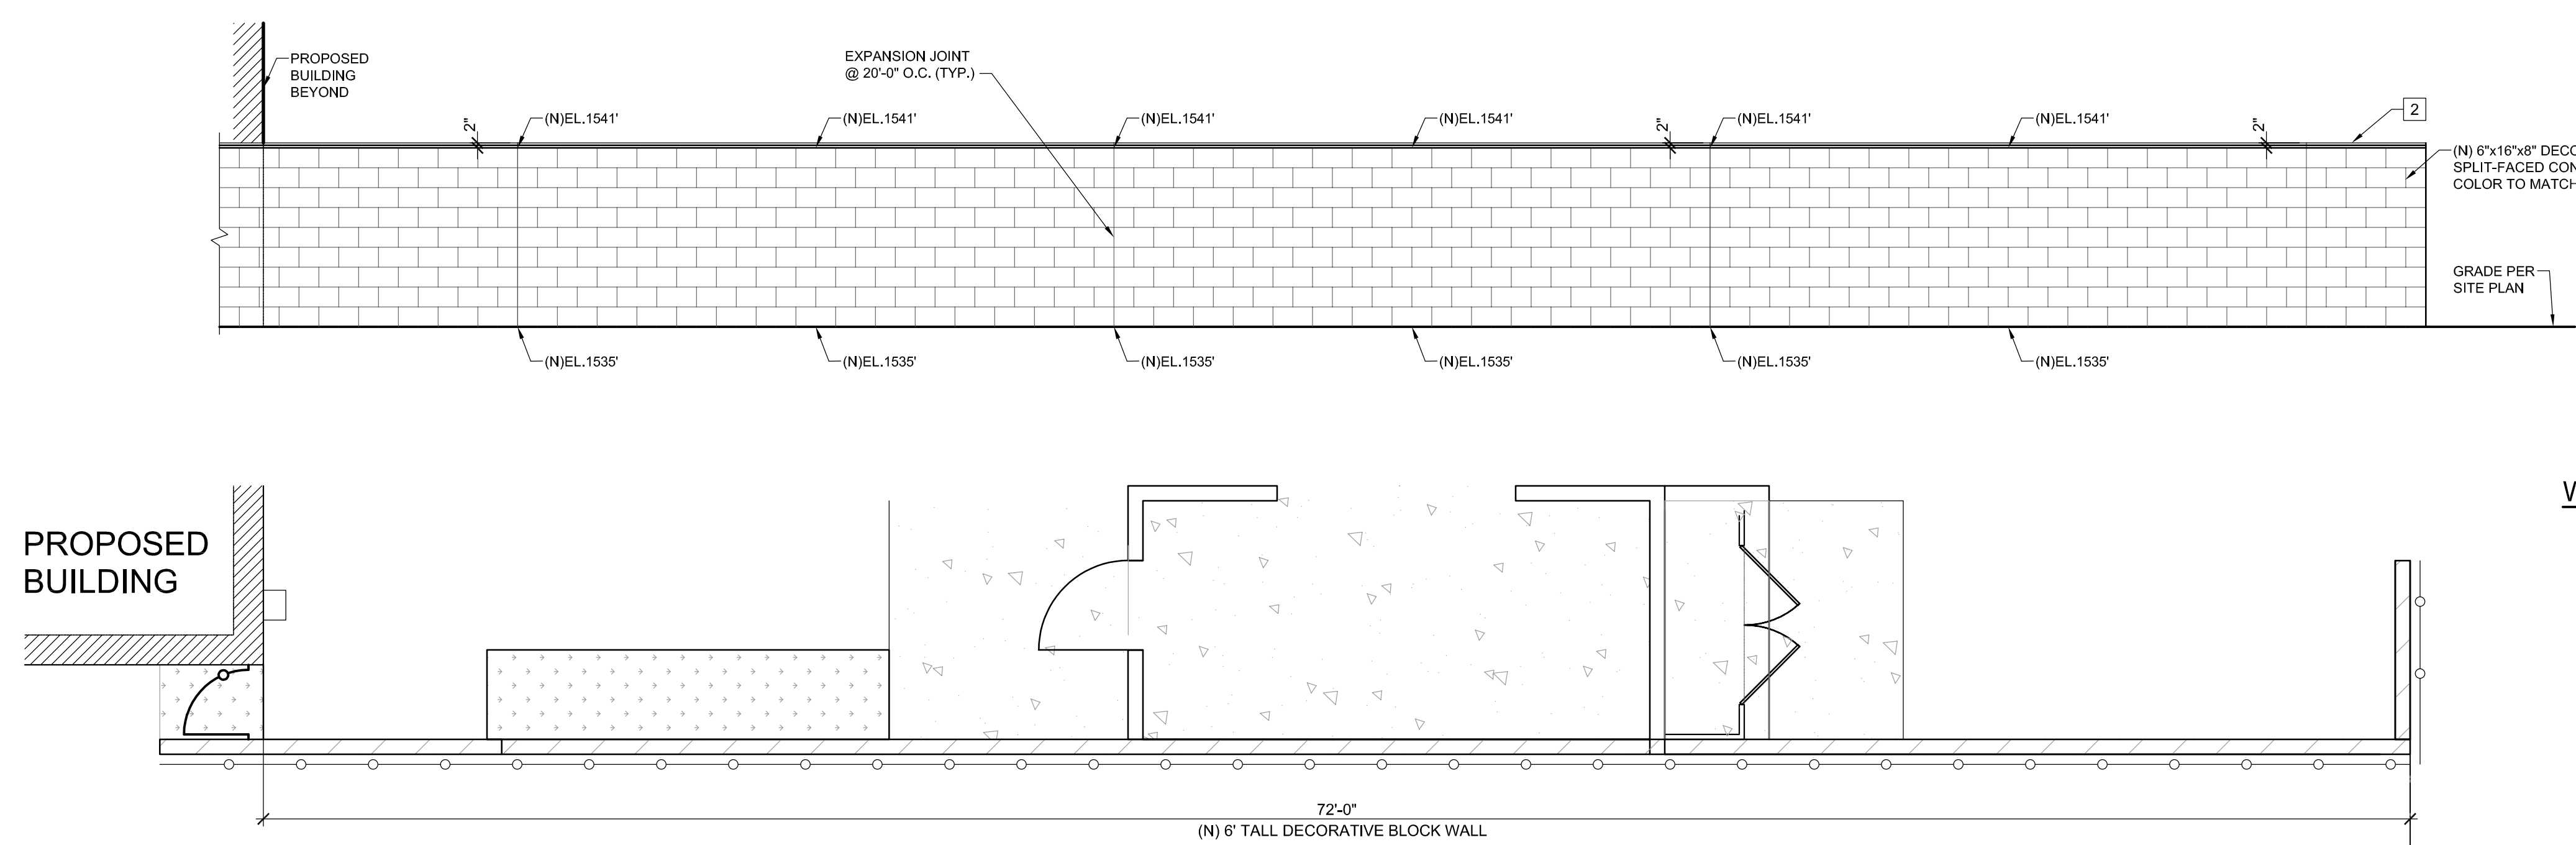 PROPOSED
BUILDING
BEYOND
EXPANSION JOINT
@ 20'-0" O.C. (TYP.)
2"
(N)EL.1541'
(N)EL.1541'
(N)EL.1541'
(N)EL.1541'
2"
(N)EL.1541'
(N)EL.1541'
2"
2
(N) 6"x16"x8" DECO
SPLIT-FACED CON
COLOR TO MATCH
GRADE PER
SITE PLAN
(N)EL.1535'
(N)EL.1535'
(N)EL.1535'
(N)EL.1535'
(N)EL.1535'
(N)EL.1535'
PROPOSED
BUILDING
W
72'-0"
(N) 6' TALL DECORATIVE BLOCK WALL